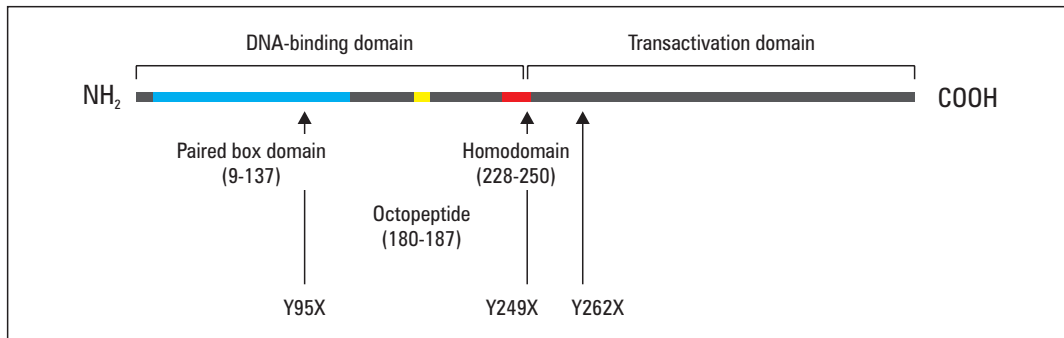 DNA-binding domain
Transactivation domain
NH₂
COOH
Paired box domain
(9-137)
Homodomain
(228-250)
Octopeptide
(180-187)
Y95X
Y249X
Y262X